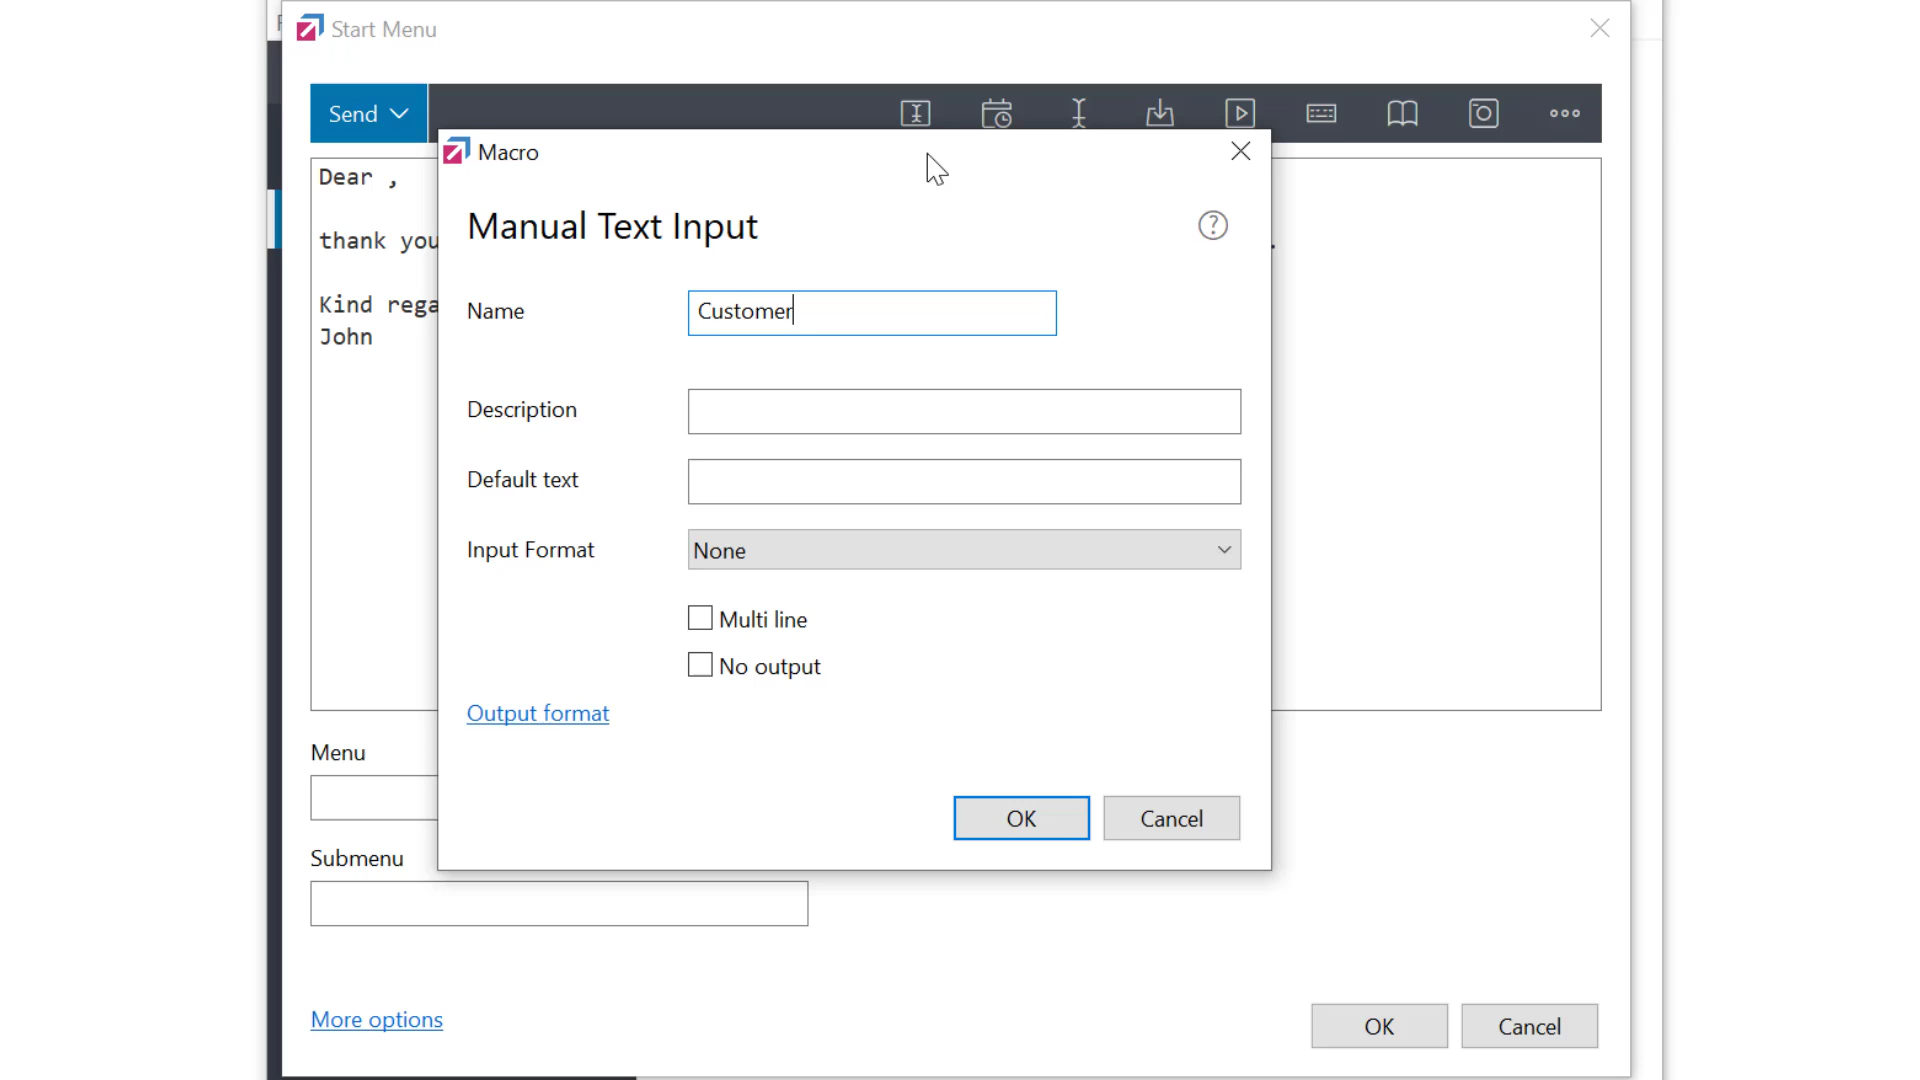 Start Menu
Send
Dear ,
thank you
.
Kind rega
John
Macro
Manual Text Input
Name
Customer
Description
Default text
Input Format
None
Multi line
No output
Output format
OK
Cancel
Menu
Submenu
More options
OK
Cancel